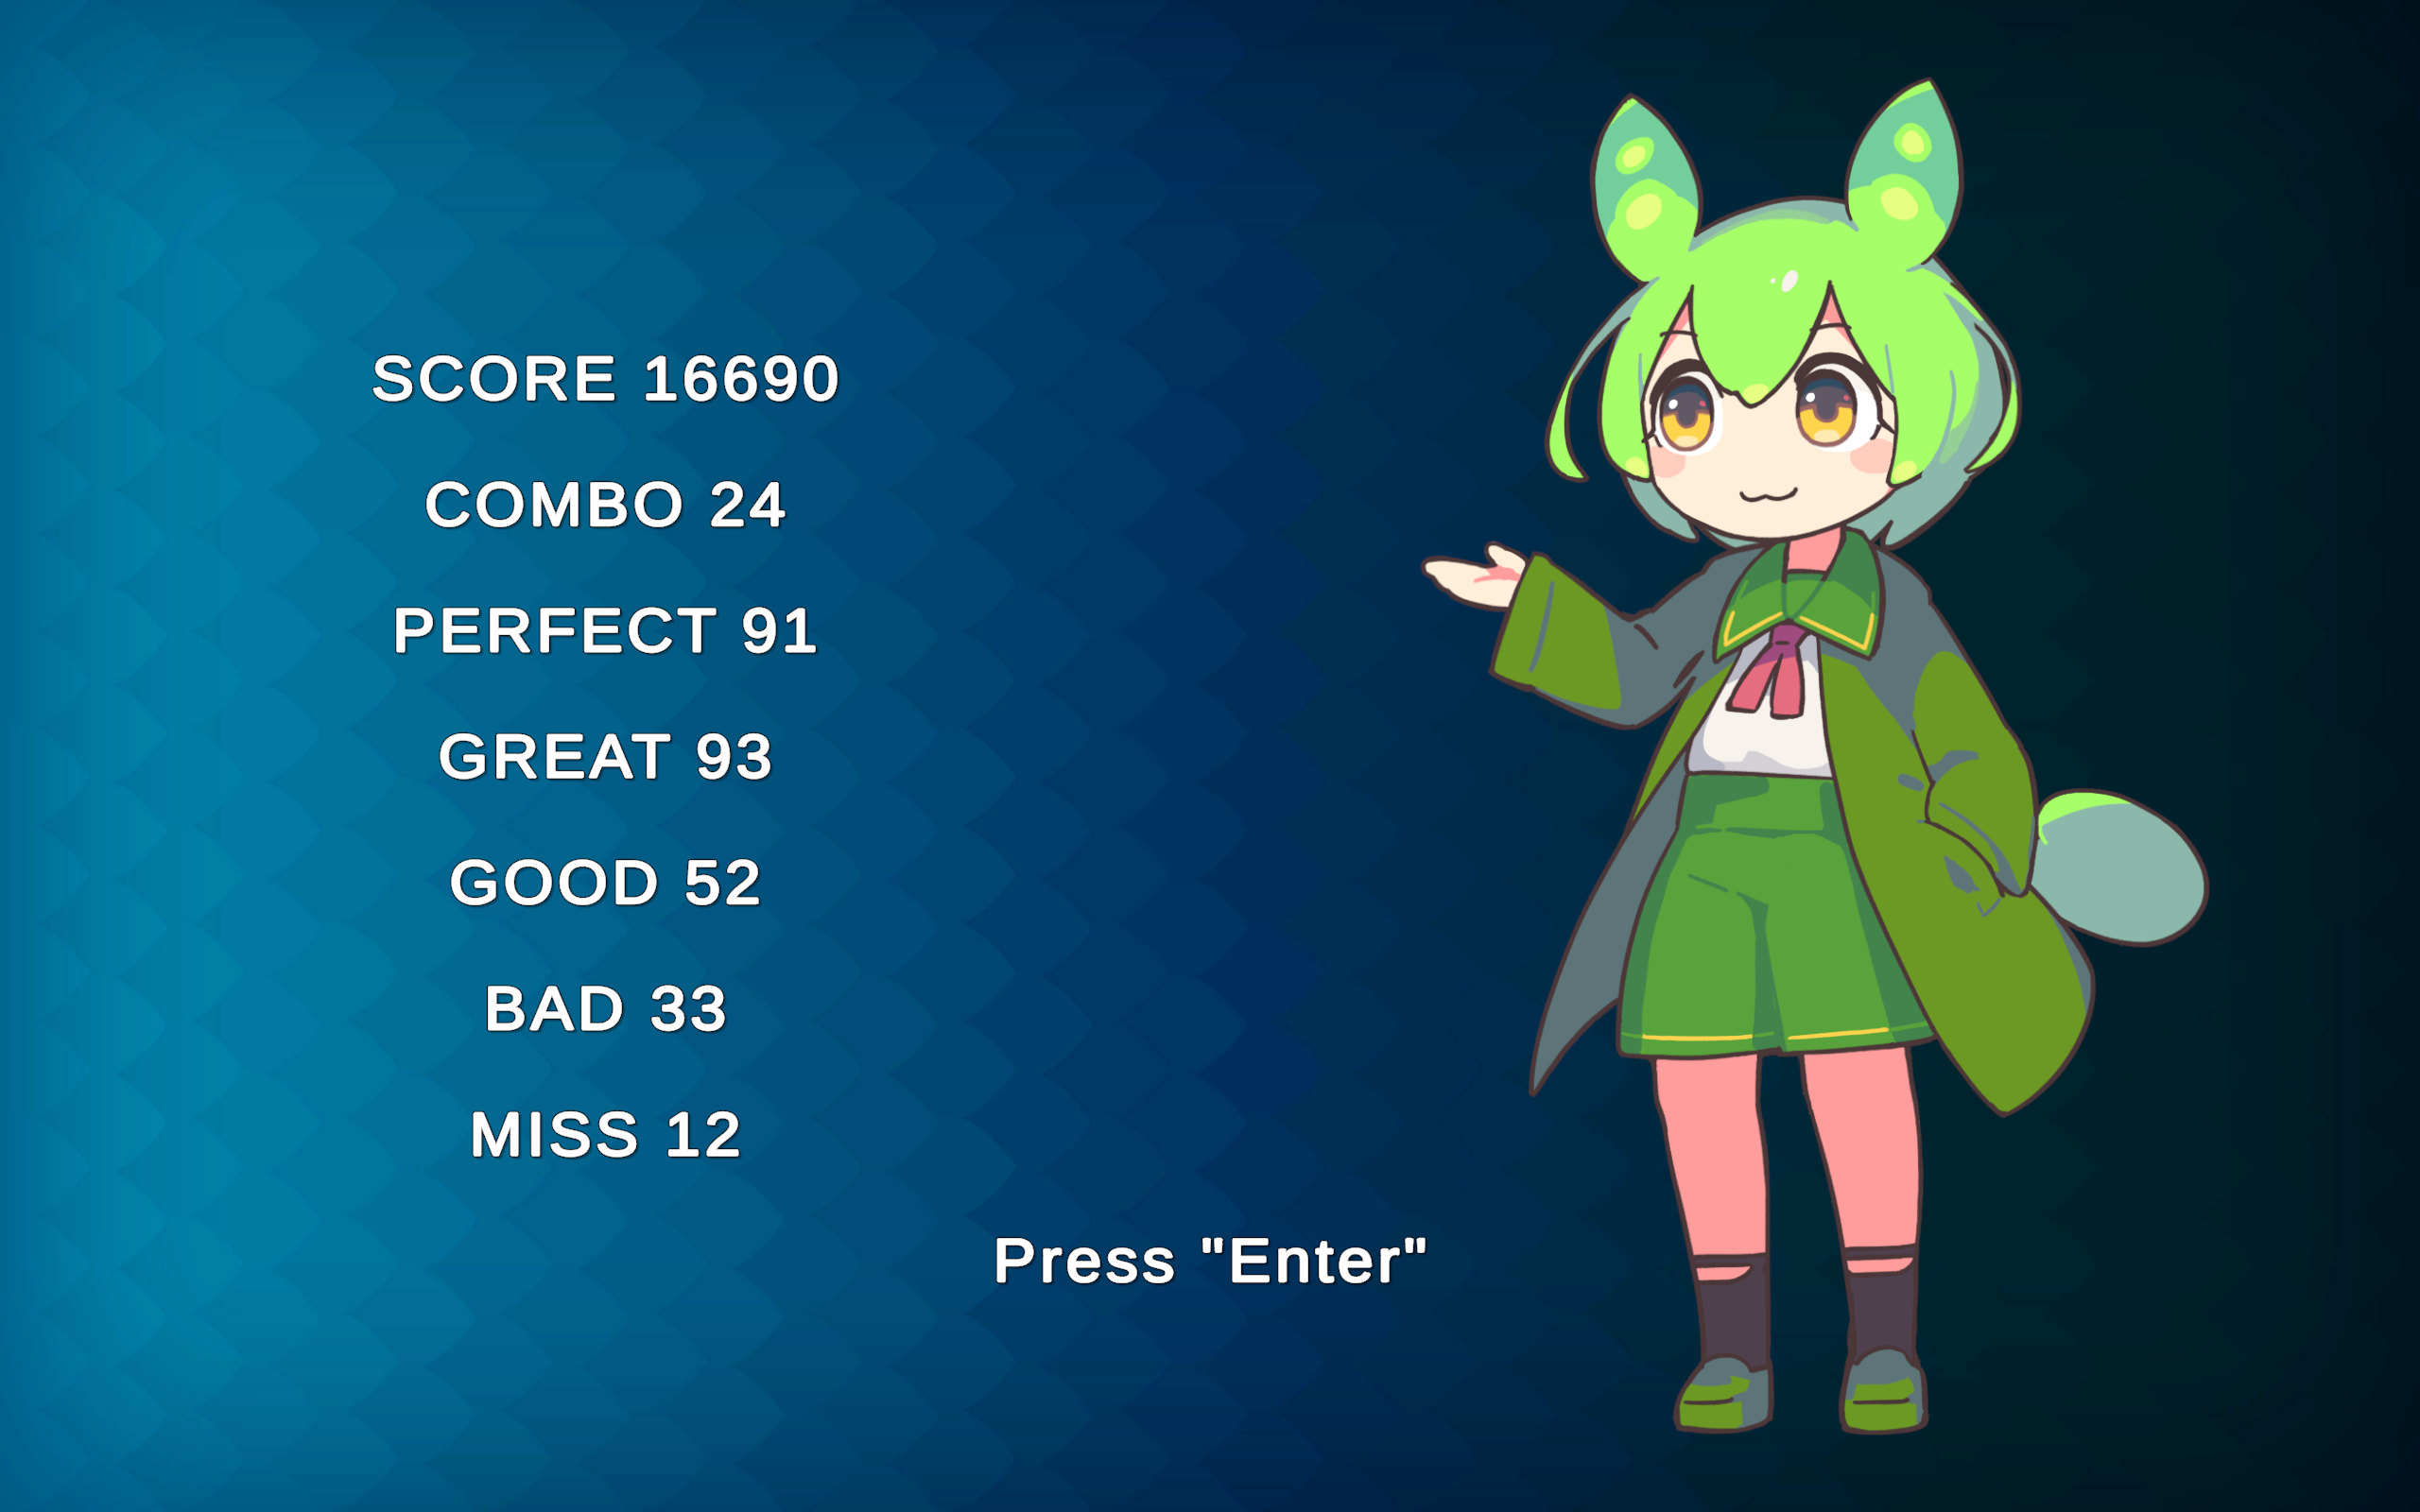 SCORE 16690
COMBO 24
PERFECT 91
GREAT 93
GOOD 52
BAD 33
MISS 12
Press "Enter"